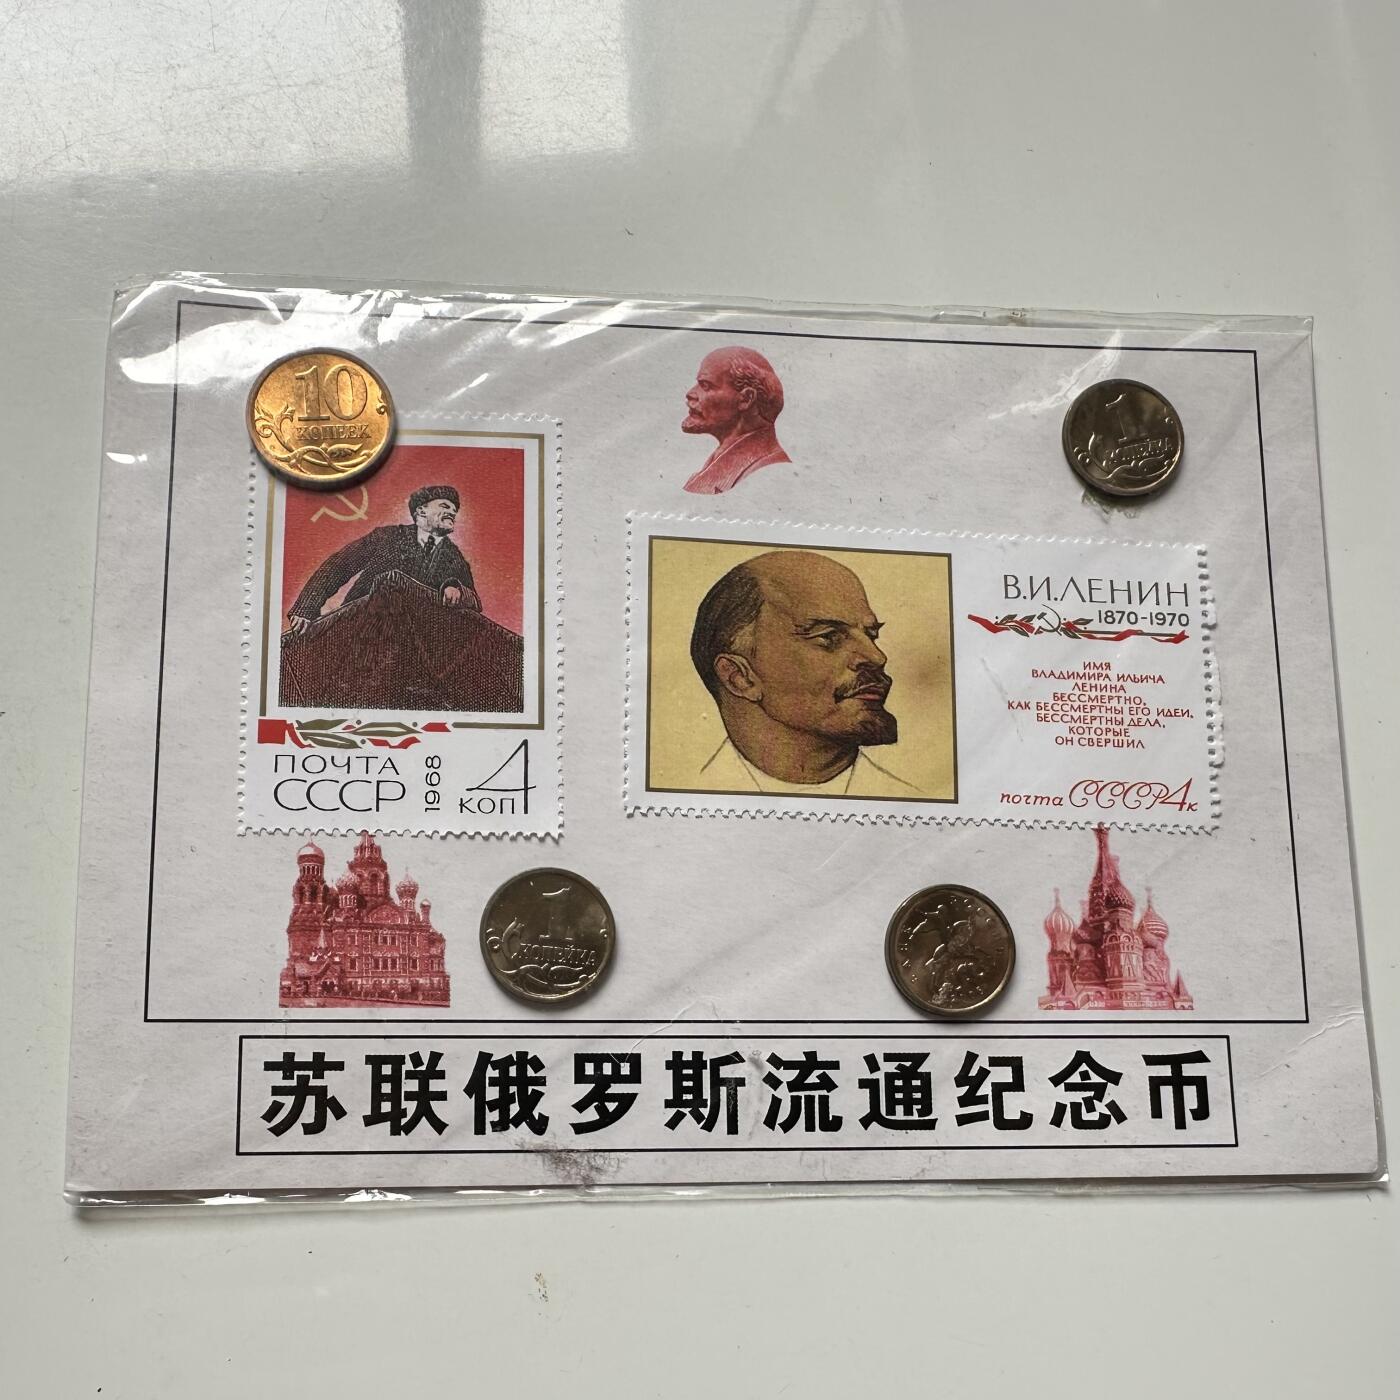 10
КОПЕЕК
1
КОПЕЙКА
ПОЧТА
СССР
1968
4
КОП
В.И.ЛЕНИН
1870-1970
ИМЯ
ВЛАДИМИРА ИЛЬИЧА
ЛЕНИНА
БЕССМЕРТНО,
КАК БЕССМЕРТНЫ ЕГО ИДЕИ,
БЕССМЕРТНЫ ДЕЛА,
КОТОРЫЕ
ОН СВЕРШИЛ
почта СССР 4к
1
КОПЕЙКА
苏联俄罗斯流通纪念币